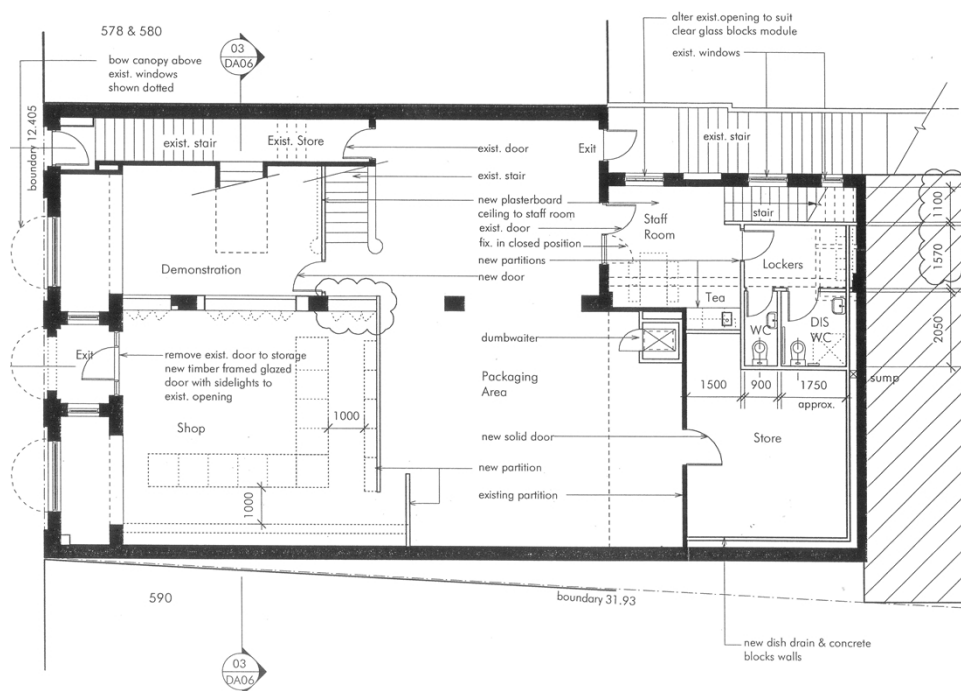 578 & 580
03
DA06
bow canopy above
exist. windows
shown dotted
alter exist.opening to suit
clear glass blocks module
exist. windows
boundary 12.405
exist. stair
Exist. Store
exist. door
Exit
exist. stair
exist. stair
new plasterboard
ceiling to staff room
exist. door
fix. in closed position
new partitions
new door
Staff
Room
stair
1100
1570
2050
Lockers
Demonstration
Tea
WC
DIS
W.C
Exit
remove exist. door to storage
new timber framed glazed
door with sidelights to
exist. opening
dumbwaiter
Packaging
Area
1500
900
1750
approx.
sump
Shop
1000
new solid door
Store
new partition
1000
existing partition
590
boundary 31.93
03
DA06
new dish drain & concrete
blocks walls